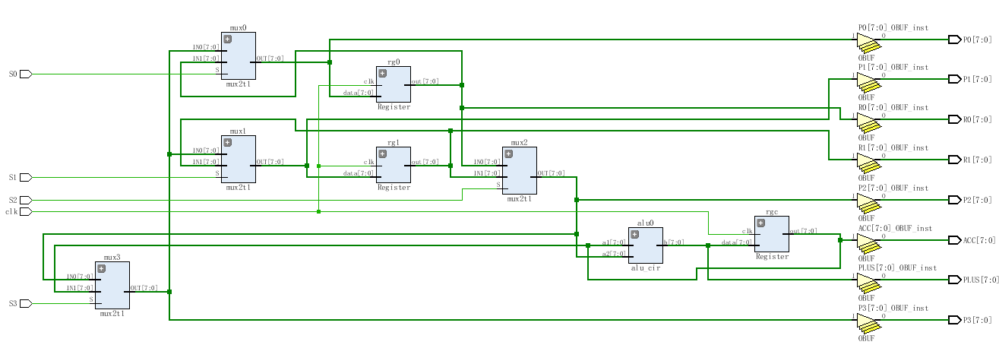 mux0
IN0[7:0]
IN1[7:0]
S
OUT[7:0]
mux2t1
S0
rg0
clk
data[7:0]
out[7:0]
Register
mux1
IN0[7:0]
IN1[7:0]
S
OUT[7:0]
mux2t1
S1
S2
clk
rg1
clk
data[7:0]
out[7:0]
Register
mux2
IN0[7:0]
IN1[7:0]
S
OUT[7:0]
mux2t1
mux3
IN0[7:0]
IN1[7:0]
S
OUT[7:0]
mux2t1
S3
alu0
a1[7:0]
a2[7:0]
b[7:0]
alu_cir
rgc
clk
data[7:0]
out[7:0]
Register
P0[7:0]_OBUF_inst
I
O
OBUF
P0[7:0]
P1[7:0]_OBUF_inst
I
O
OBUF
P1[7:0]
R0[7:0]_OBUF_inst
I
O
OBUF
R0[7:0]
R1[7:0]_OBUF_inst
I
O
OBUF
R1[7:0]
P2[7:0]_OBUF_inst
I
O
OBUF
P2[7:0]
ACC[7:0]_OBUF_inst
I
O
OBUF
ACC[7:0]
PLUS[7:0]_OBUF_inst
I
O
OBUF
PLUS[7:0]
P3[7:0]_OBUF_inst
I
O
OBUF
P3[7:0]